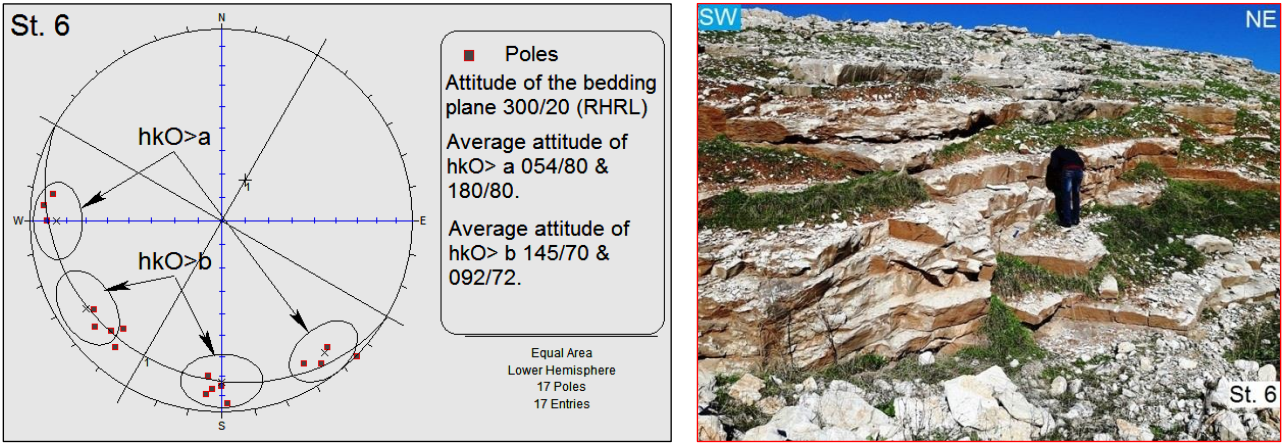 St. 6
N
W
E
S
hkO>a
hkO>b
1
1
Poles
Attitude of the bedding
plane 300/20 (RHRL)
Average attitude of
hkO> a 054/80 &
180/80.
Average attitude of
hkO> b 145/70 &
092/72.
Equal Area
Lower Hemisphere
17 Poles
17 Entries
SW
NE
St. 6